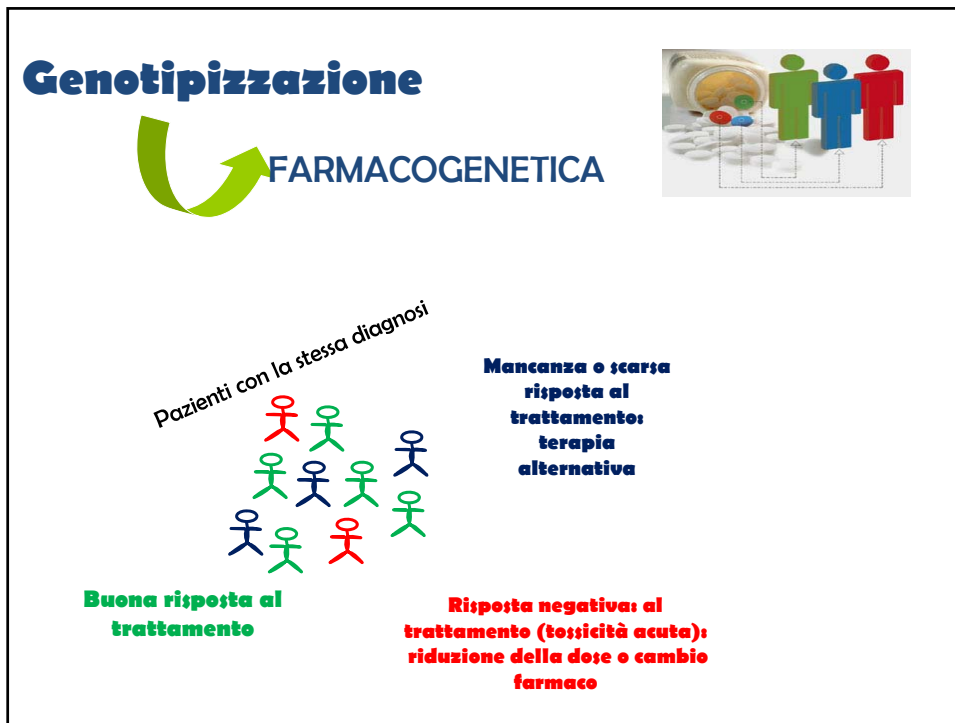 Genotipizzazione
FARMACOGENETICA
Pazienti con la stessa diagnosi
Mancanza o scarsa
risposta al
trattamento:
terapia
alternativa
Buona risposta al
trattamento
Risposta negativa: al
trattamento (tossicità acuta):
riduzione della dose o cambio
farmaco